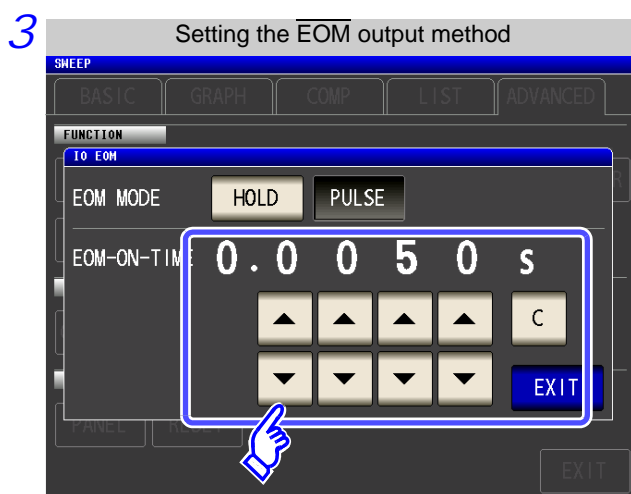 3 Setting the EOM output method
SWEEP
BASIC GRAPH COMP LIST ADVANCED
FUNCTION
IO EOM
R
EOM MODE HOLD PULSE
EOM-ON-TIME 0.0050 s
C
EXIT
PANEL
EXIT